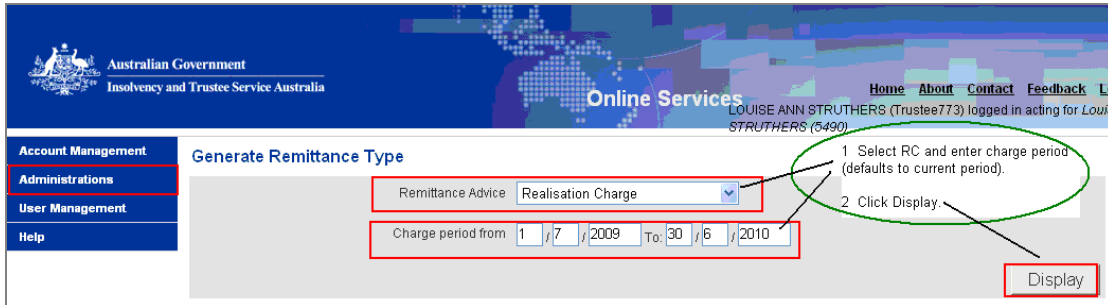 Australian Government
Insolvency and Trustee Service Australia
Online Services
Home About Contact Feedback
LOUISE ANN STRUTHERS (Trustee773) logged in acting for Loui
STRUTHERS (5490)
Account Management
Administrations
User Management
Help
Generate Remittance Type
Remittance Advice Realisation Charge
Charge period from 1 / 7 / 2009 To: 30 / 6 / 2010
1 Select RC and enter charge period
(defaults to current period).
2 Click Display.
Display